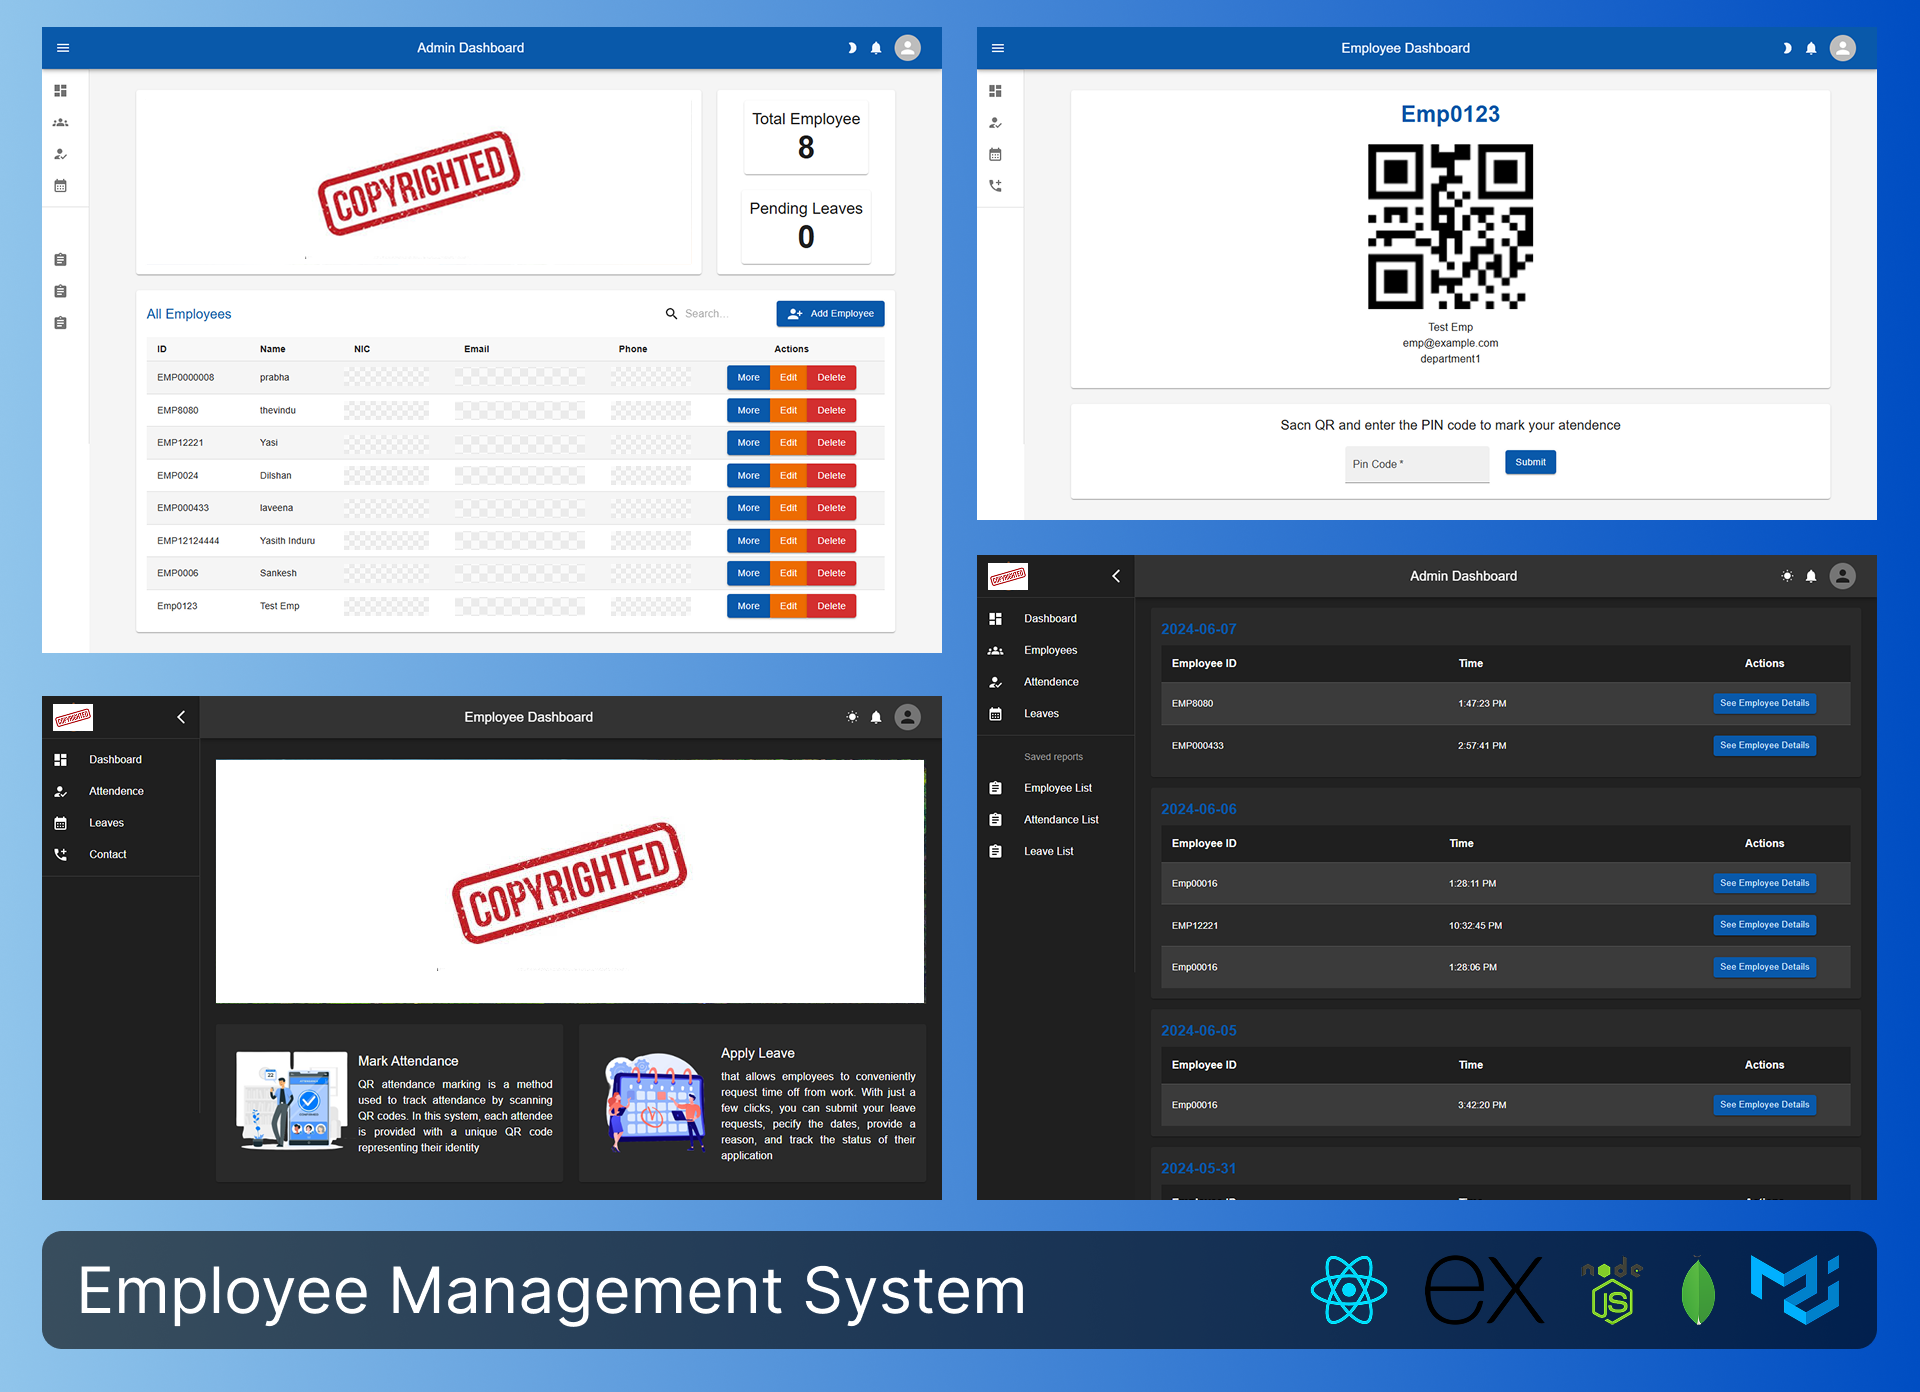 Admin Dashboard
COPYRIGHTED
Total Employee
8
Pending Leaves
0
All Employees
Search...
Add Employee
ID Name NIC Email Phone Actions
EMP0000008 prabha More Edit Delete
EMP8080 thevindu More Edit Delete
EMP12221 Yasi More Edit Delete
EMP0024 Dilshan More Edit Delete
EMP000433 laveena More Edit Delete
EMP12124444 Yasith Induru More Edit Delete
EMP0006 Sankesh More Edit Delete
Emp0123 Test Emp More Edit Delete
Employee Dashboard
Emp0123
Test Emp
emp@example.com
department1
Sacn QR and enter the PIN code to mark your atendence
Pin Code *
Submit
COPYRIGHTED
Employee Dashboard
Dashboard
Attendence
Leaves
Contact
COPYRIGHTED
Mark Attendance
QR attendance marking is a method
used to track attendance by scanning
QR codes. In this system, each attendee
is provided with a unique QR code
representing their identity
Apply Leave
that allows employees to conveniently
request time off from work. With just a
few clicks, you can submit your leave
requests, pecify the dates, provide a
reason, and track the status of their
application
COPYRIGHTED
Admin Dashboard
Dashboard
Employees
Attendence
Leaves
Saved reports
Employee List
Attendance List
Leave List
2024-06-07
Employee ID Time Actions
EMP8080 1:47:23 PM See Employee Details
EMP000433 2:57:41 PM See Employee Details
2024-06-06
Employee ID Time Actions
Emp00016 1:28:11 PM See Employee Details
EMP12221 10:32:45 PM See Employee Details
Emp00016 1:28:06 PM See Employee Details
2024-06-05
Employee ID Time Actions
Emp00016 3:42:20 PM See Employee Details
2024-05-31
Employee Management System
ex
node
JS